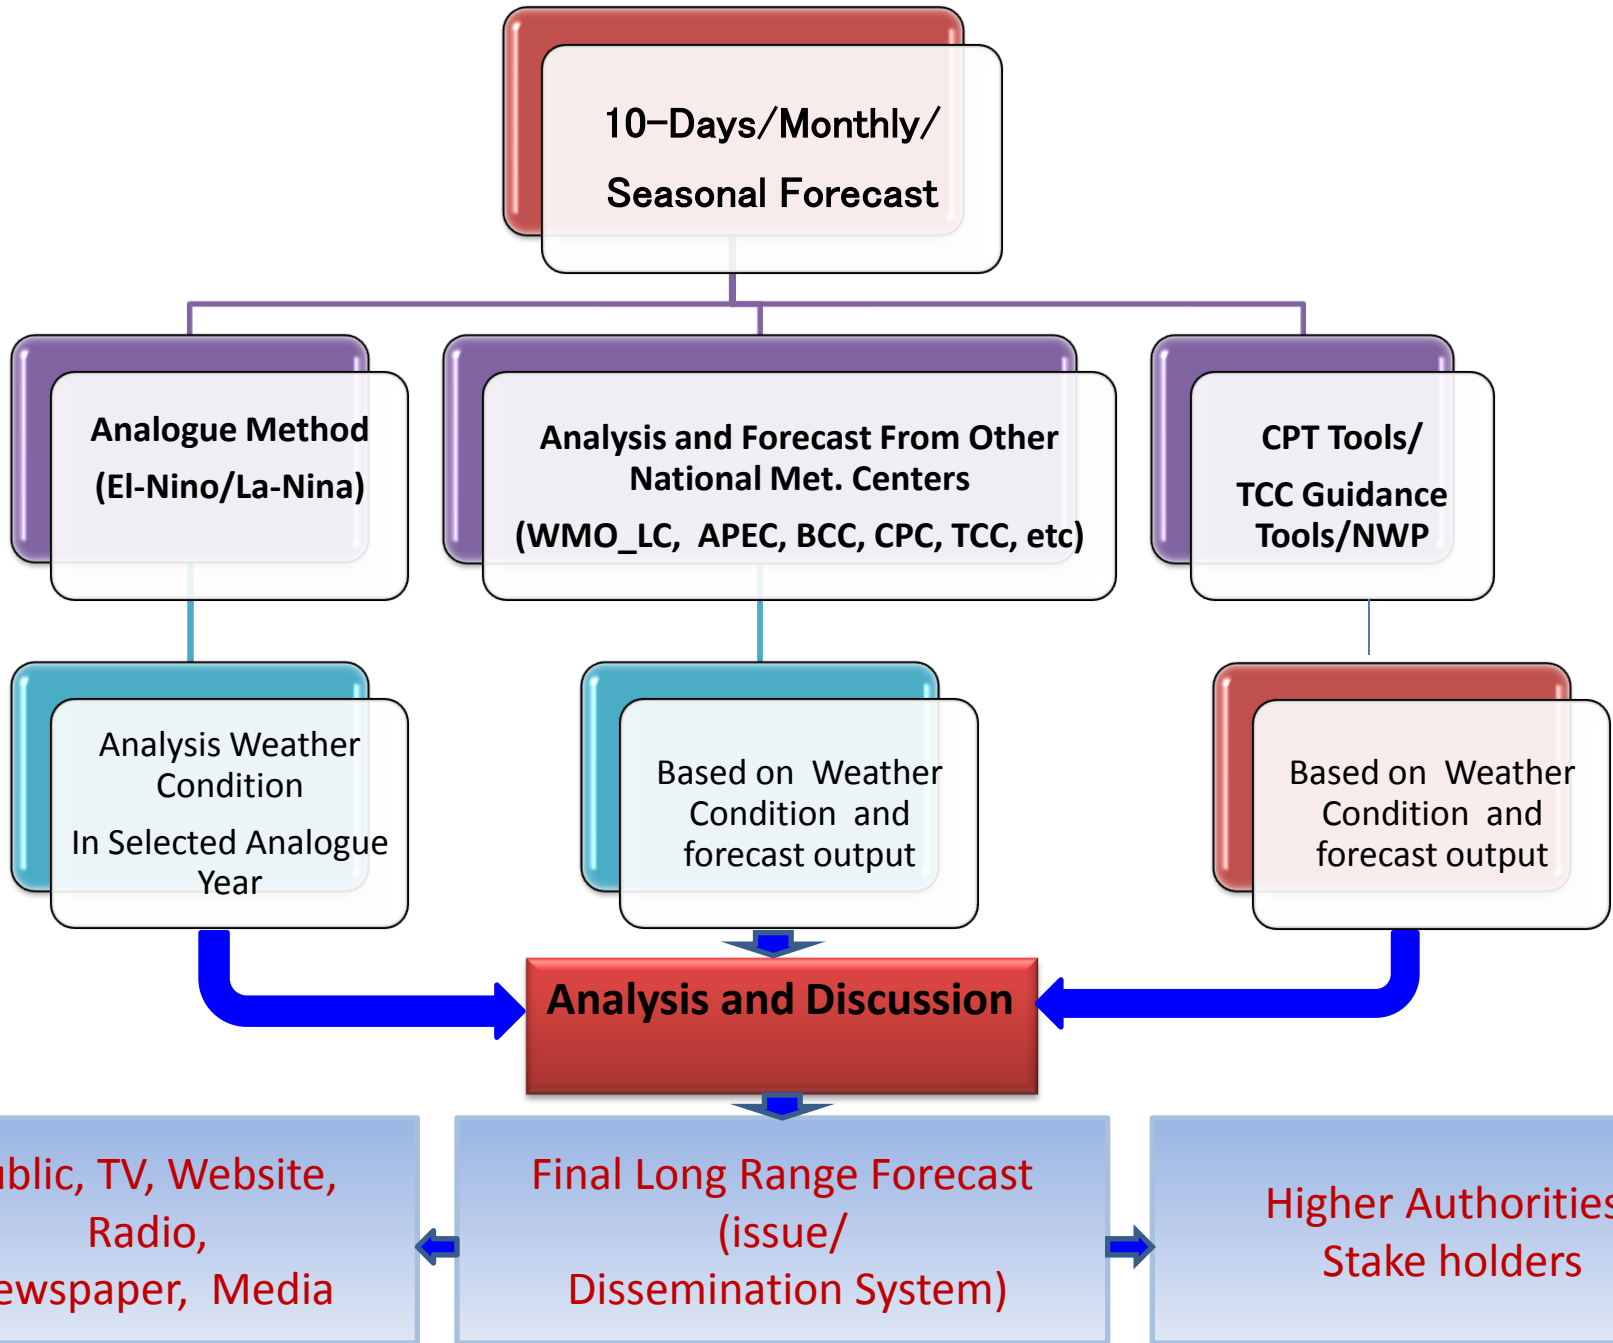 10-Days/Monthly/
Seasonal Forecast
Analogue Method
(El-Nino/La-Nina)
Analysis and Forecast From Other
National Met. Centers
(WMO_LC, APEC, BCC, CPC, TCC, etc)
CPT Tools/
TCC Guidance
Tools/NWP
Analysis Weather
Condition
In Selected Analogue
Year
Based on Weather
Condition and
forecast output
Based on Weather
Condition and
forecast output
Analysis and Discussion
ublic, TV, Website,
Radio,
ewspaper, Media
Final Long Range Forecast
(issue/
Dissemination System)
Higher Authorities
Stake holders